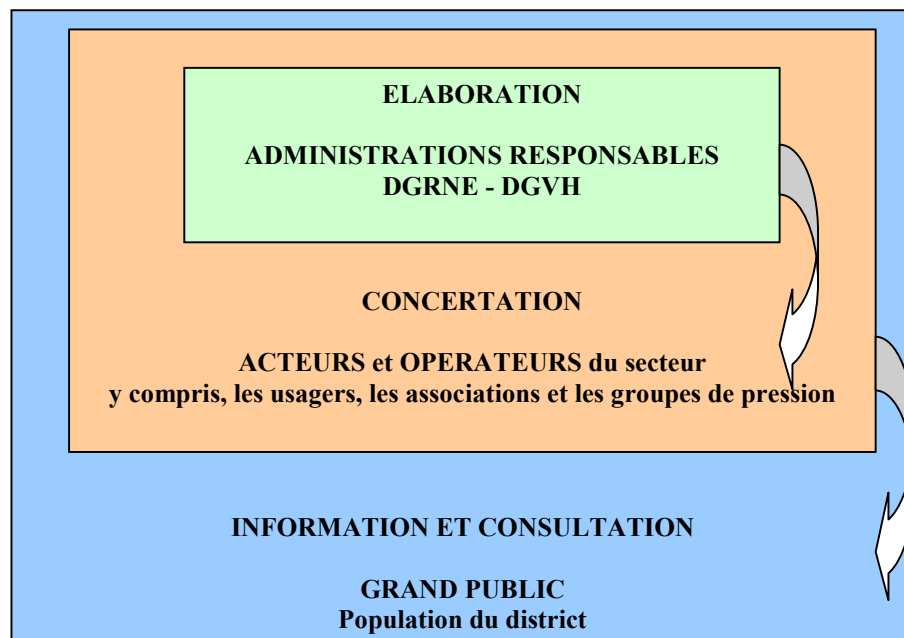 ELABORATION
ADMINISTRATIONS RESPONSABLES
DGRNE - DGVH
CONCERTATION
ACTEURS et OPERATEURS du secteur
y compris, les usagers, les associations et les groupes de pression
INFORMATION ET CONSULTATION
GRAND PUBLIC
Population du district